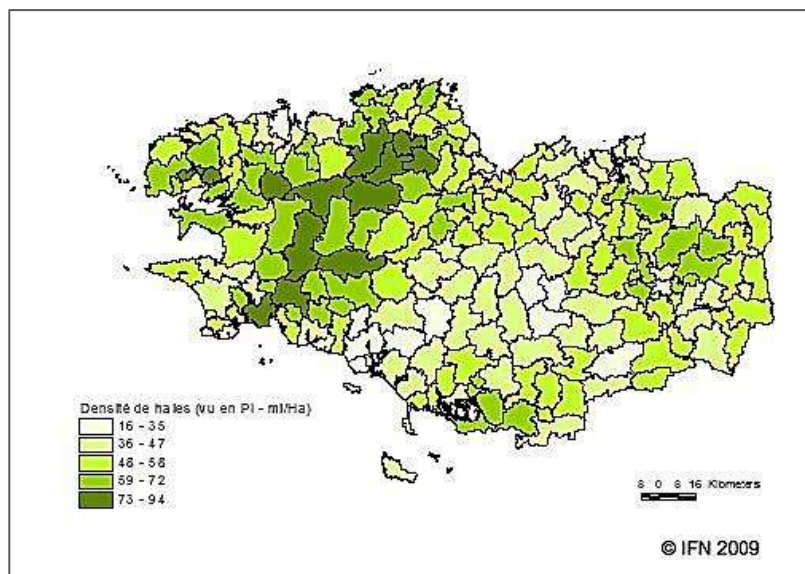 Densité de haies (vu en PI - ml/Ha)
16 - 35
36 - 47
48 - 58
59 - 72
73 - 94
8 0 8 16 Kilometers
© IFN 2009